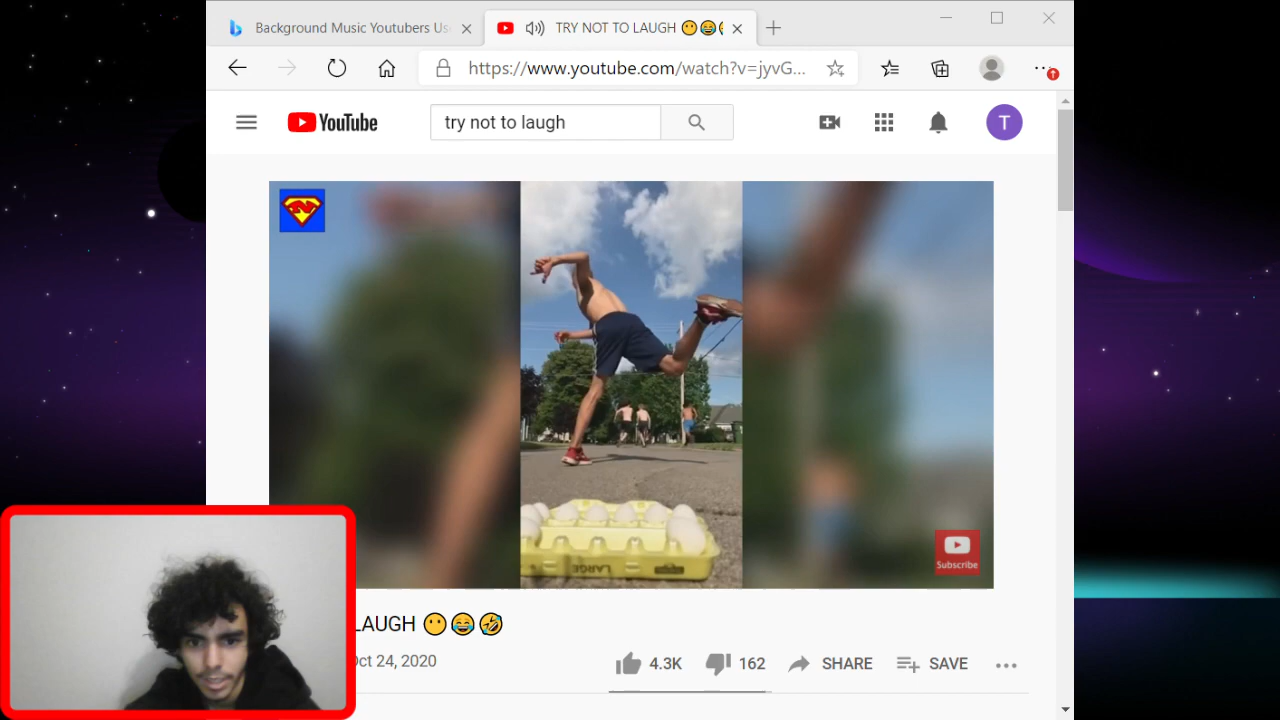 Background Music Youtubers Us
TRY NOT TO LAUGH 😶😂
https://www.youtube.com/watch?v=jyvG...
YouTube
try not to laugh
T
N
LARGE
Subscribe
LAUGH 😶😂🤣
Oct 24, 2020
4.3K
162
SHARE
SAVE